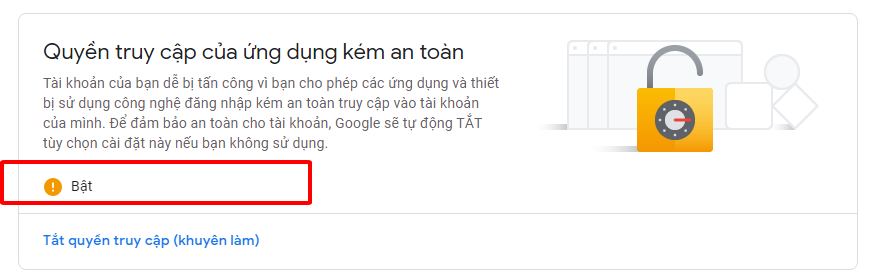 Quyền truy cập của ứng dụng kém an toàn
Tài khoản của bạn dễ bị tấn công vì bạn cho phép các ứng dụng và thiết
bị sử dụng công nghệ đăng nhập kém an toàn truy cập vào tài khoản
của mình. Để đảm bảo an toàn cho tài khoản, Google sẽ tự động TẮT
tùy chọn cài đặt này nếu bạn không sử dụng.
Bật
Tắt quyền truy cập (khuyên làm)